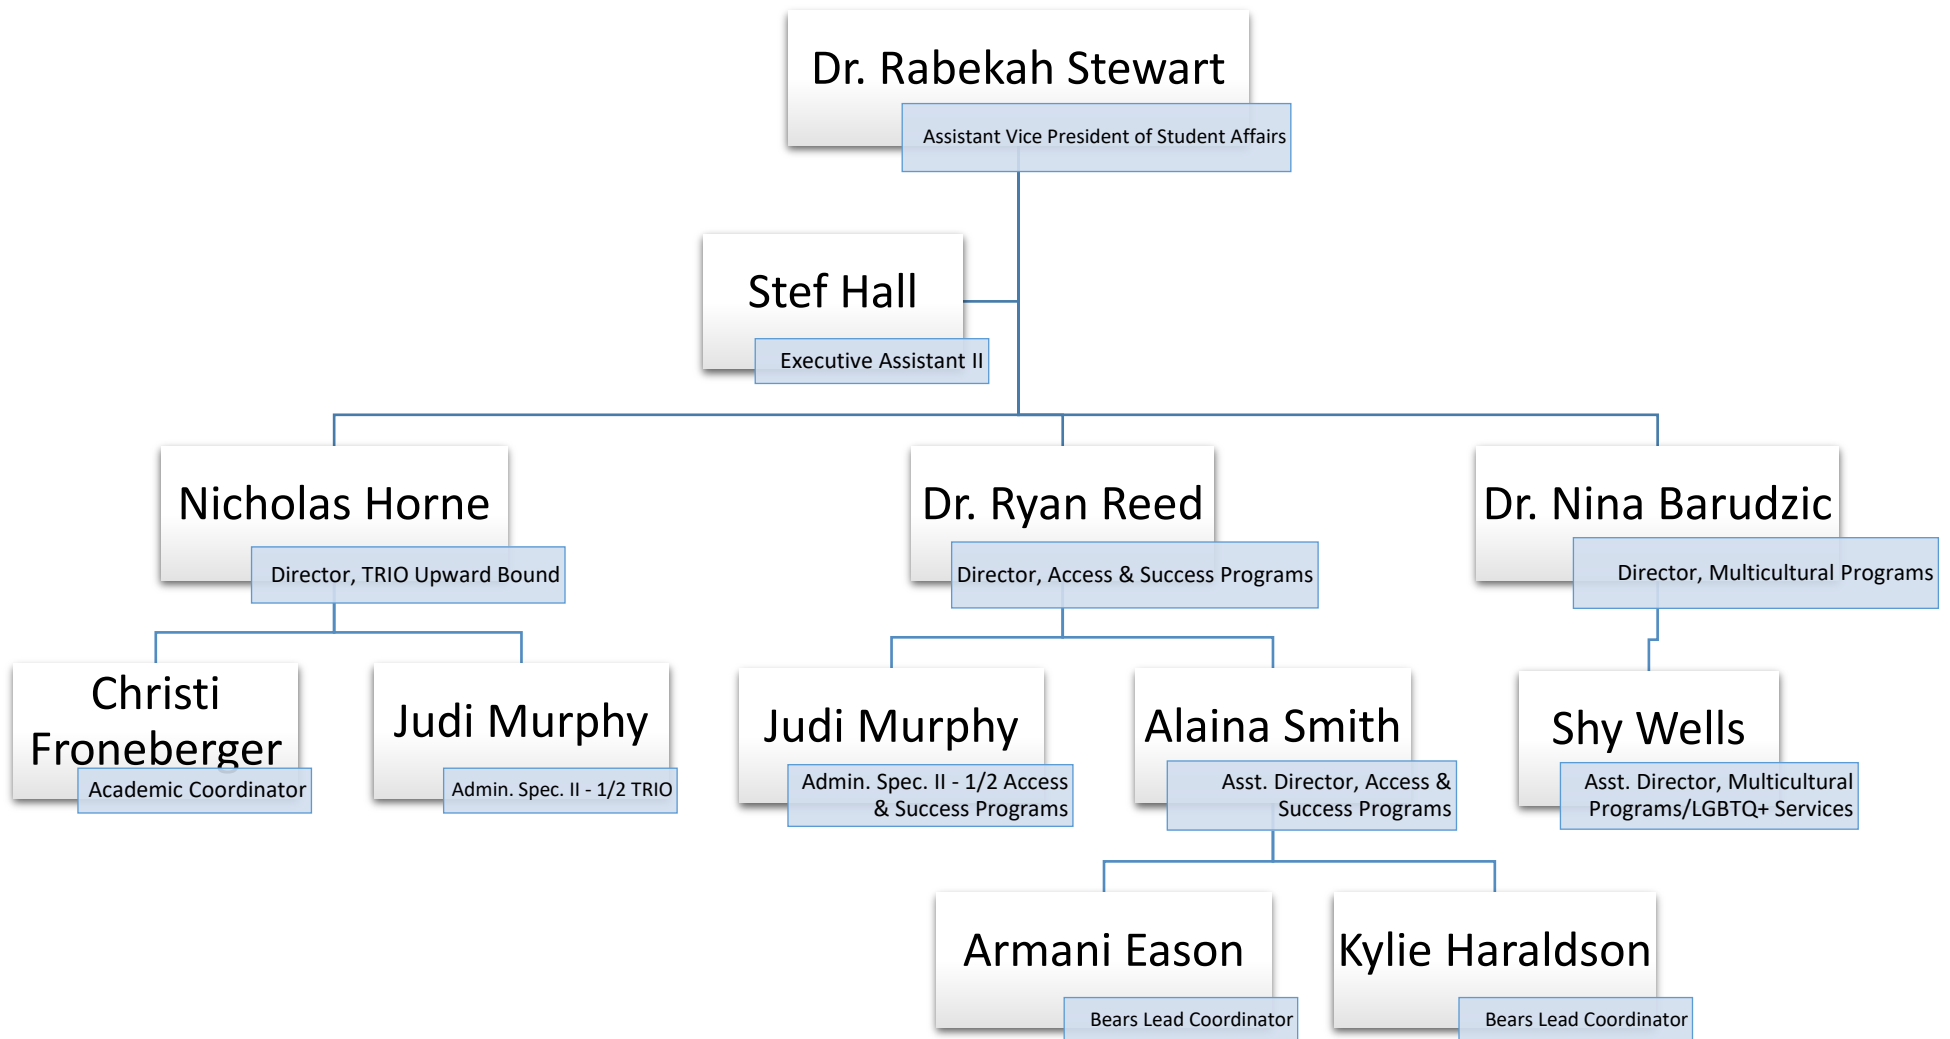 Dr. Rabekah Stewart
Assistant Vice President of Student Affairs
Stef Hall
Executive Assistant II
Nicholas Horne
Director, TRIO Upward Bound
Dr. Ryan Reed
Director, Access & Success Programs
Dr. Nina Barudzic
Director, Multicultural Programs
Christi
Froneberger
Academic Coordinator
Judi Murphy
Admin. Spec. II - 1/2 TRIO
Judi Murphy
Admin. Spec. II - 1/2 Access
& Success Programs
Alaina Smith
Asst. Director, Access &
Success Programs
Shy Wells
Asst. Director, Multicultural
Programs/LGBTQ+ Services
Armani Eason
Bears Lead Coordinator
Kylie Haraldson
Bears Lead Coordinator